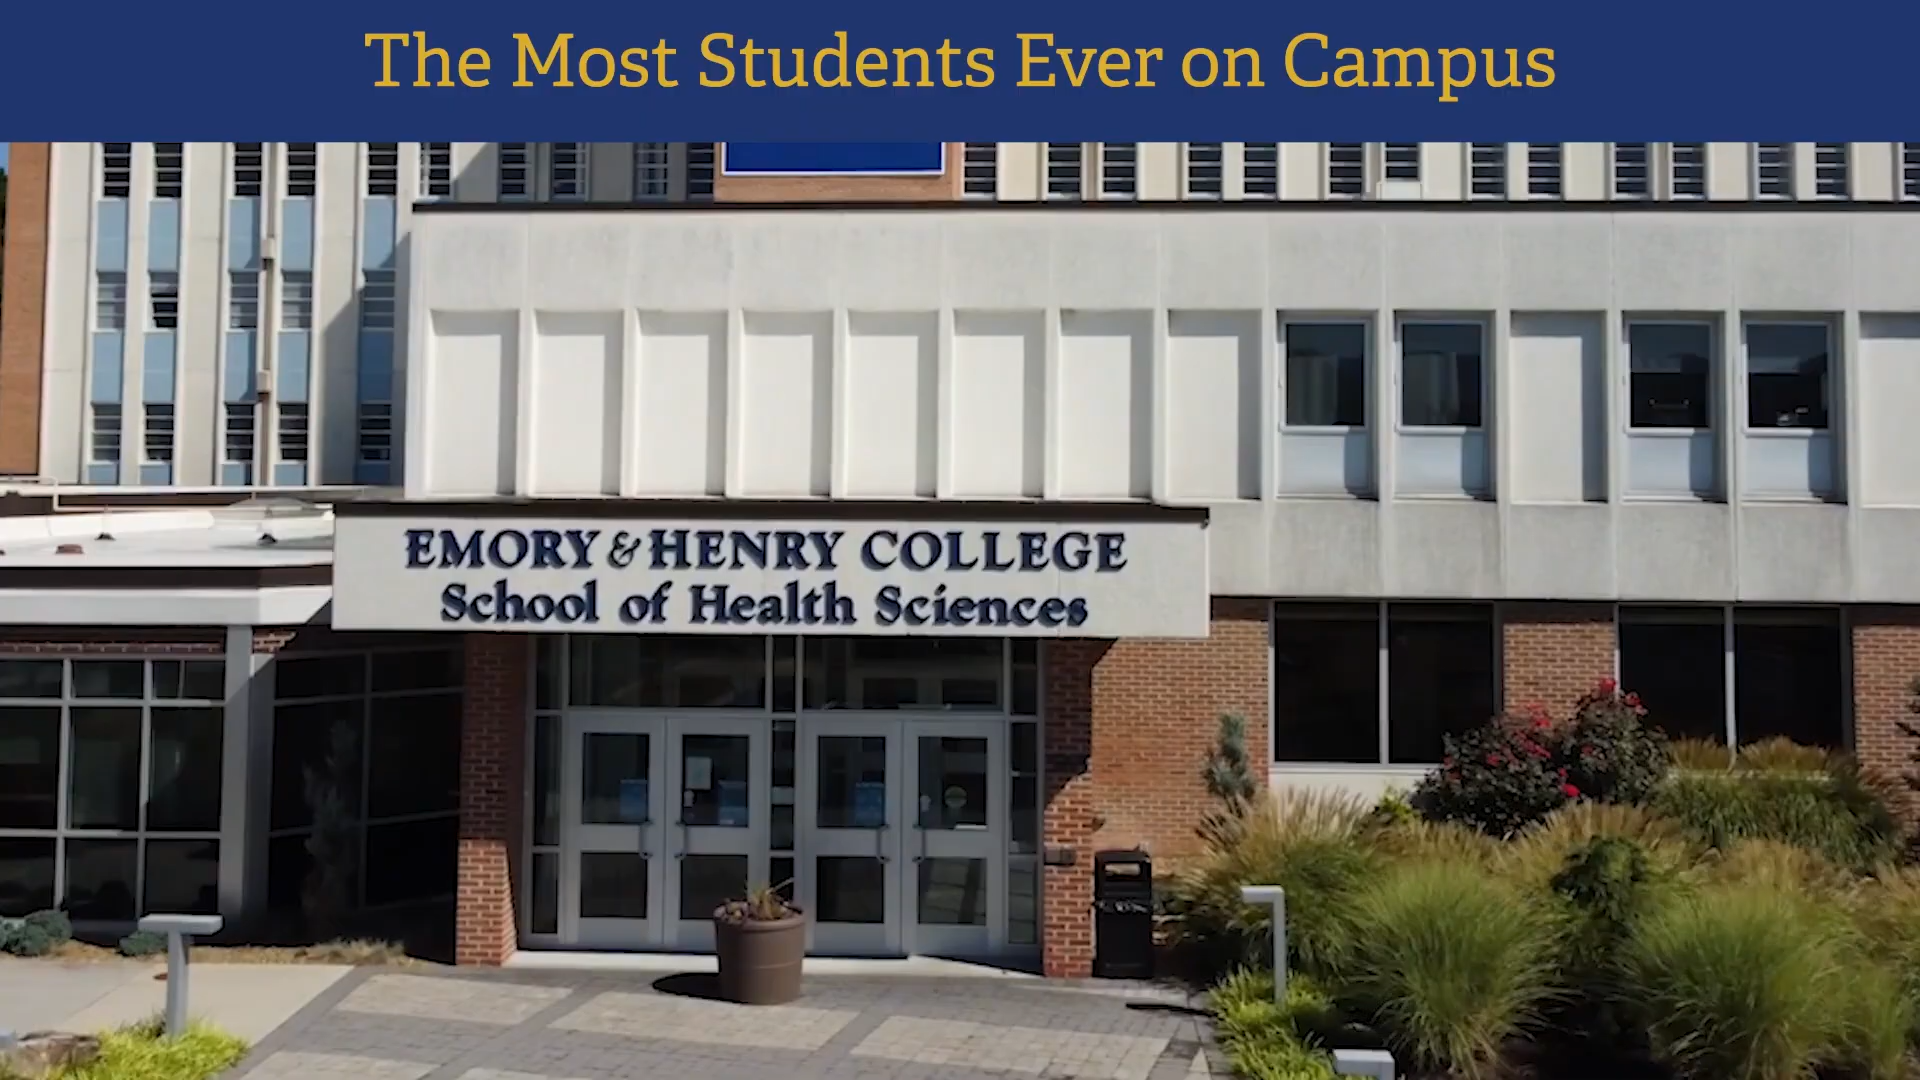 The Most Students Ever on Campus
EMORY & HENRY COLLEGE
School of Health Sciences